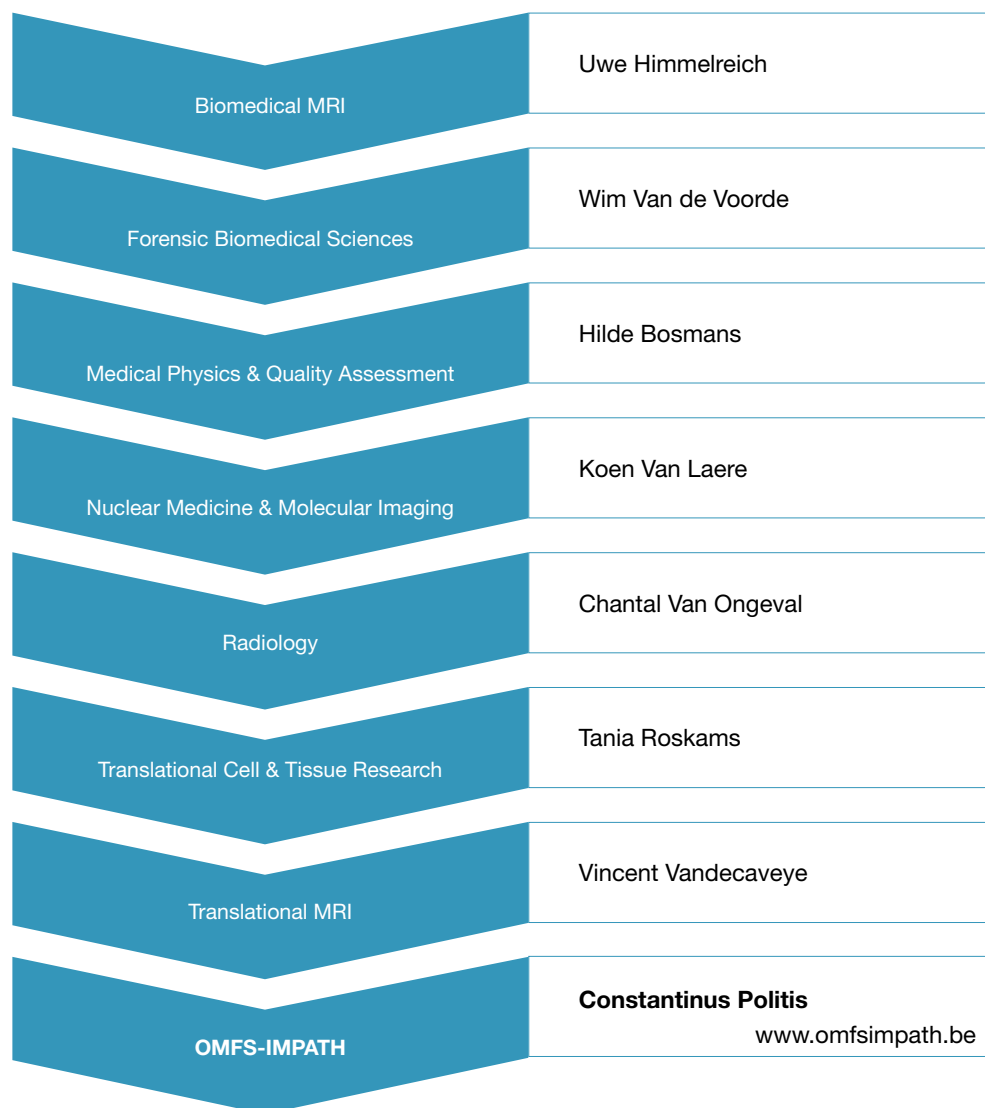 Biomedical MRI
Uwe Himmelreich
Forensic Biomedical Sciences
Wim Van de Voorde
Medical Physics & Quality Assessment
Hilde Bosmans
Nuclear Medicine & Molecular Imaging
Koen Van Laere
Radiology
Chantal Van Ongeval
Translational Cell & Tissue Research
Tania Roskams
Translational MRI
Vincent Vandecaveye
OMFS-IMPATH
Constantinus Politis
www.omfsimpath.be